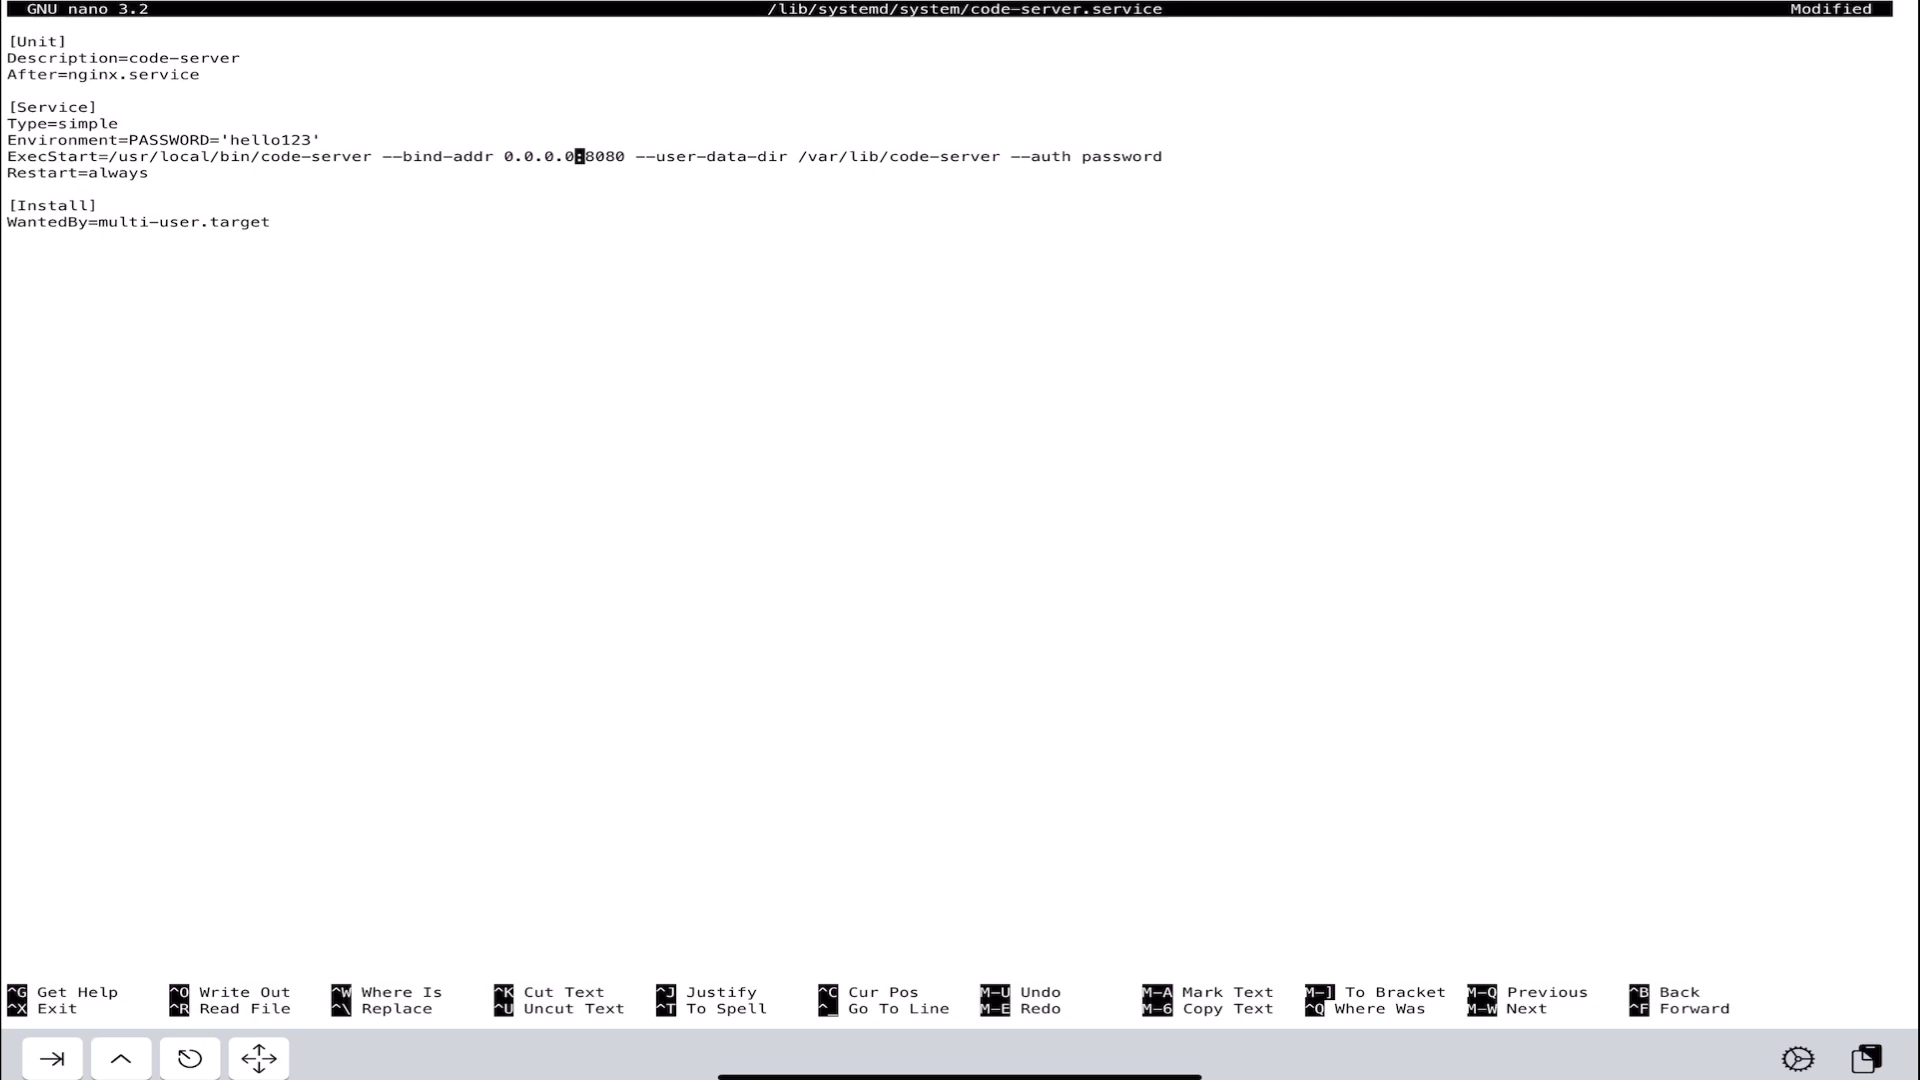 GNU nano 3.2 /lib/systemd/system/code-server.service Modified
[Unit]
Description=code-server
After=nginx.service
[Service]
Type=simple
Environment=PASSWORD='hello123'
ExecStart=/usr/local/bin/code-server --bind-addr 0.0.0.0:8080 --user-data-dir /var/lib/code-server --auth password
Restart=always
[Install]
WantedBy=multi-user.target
^G Get Help ^O Write Out ^W Where Is ^K Cut Text ^J Justify ^C Cur Pos M-U Undo M-A Mark Text M-] To Bracket M-Q Previous ^B Back
^X Exit ^R Read File ^\ Replace ^U Uncut Text ^T To Spell ^_ Go To Line M-E Redo M-6 Copy Text ^Q Where Was M-W Next ^F Forward